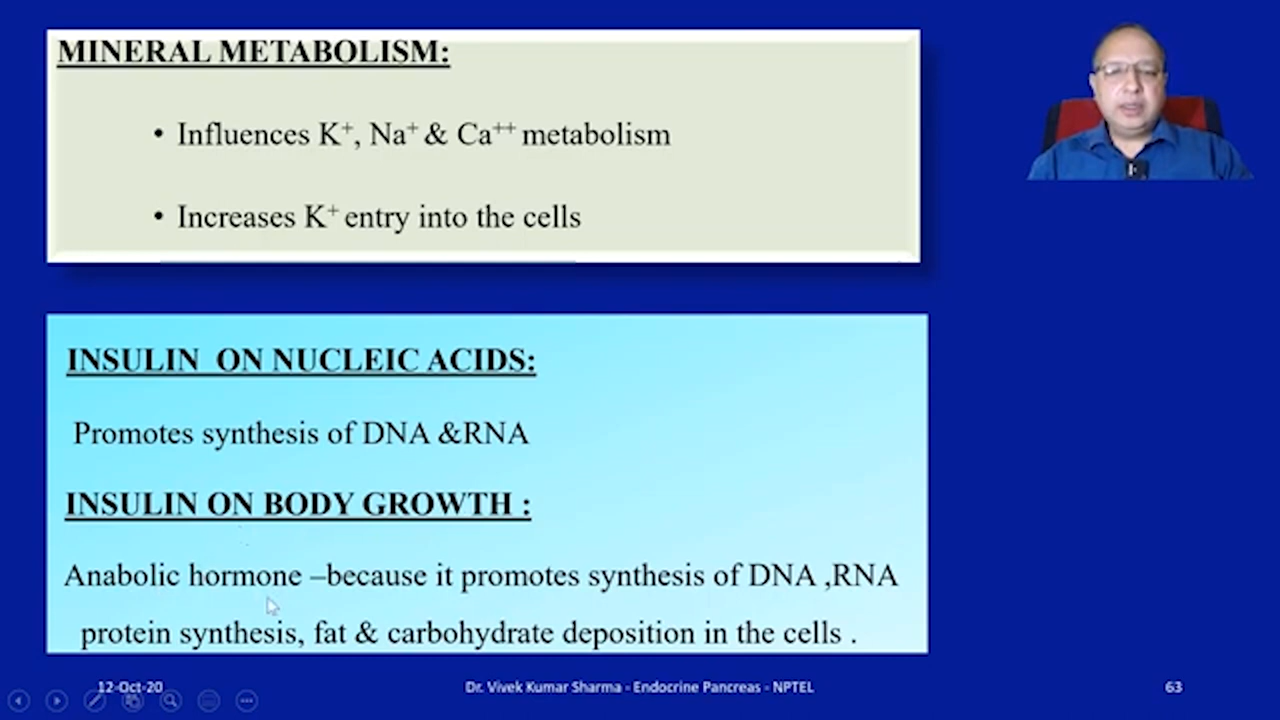 MINERAL METABOLISM:
• Influences K⁺, Na⁺ & Ca⁺⁺ metabolism
• Increases K⁺ entry into the cells
INSULIN ON NUCLEIC ACIDS:
Promotes synthesis of DNA &RNA
INSULIN ON BODY GROWTH :
Anabolic hormone –because it promotes synthesis of DNA ,RNA
protein synthesis, fat & carbohydrate deposition in the cells .
12-Oct-20 Dr. Vivek Kumar Sharma - Endocrine Pancreas - NPTEL 63